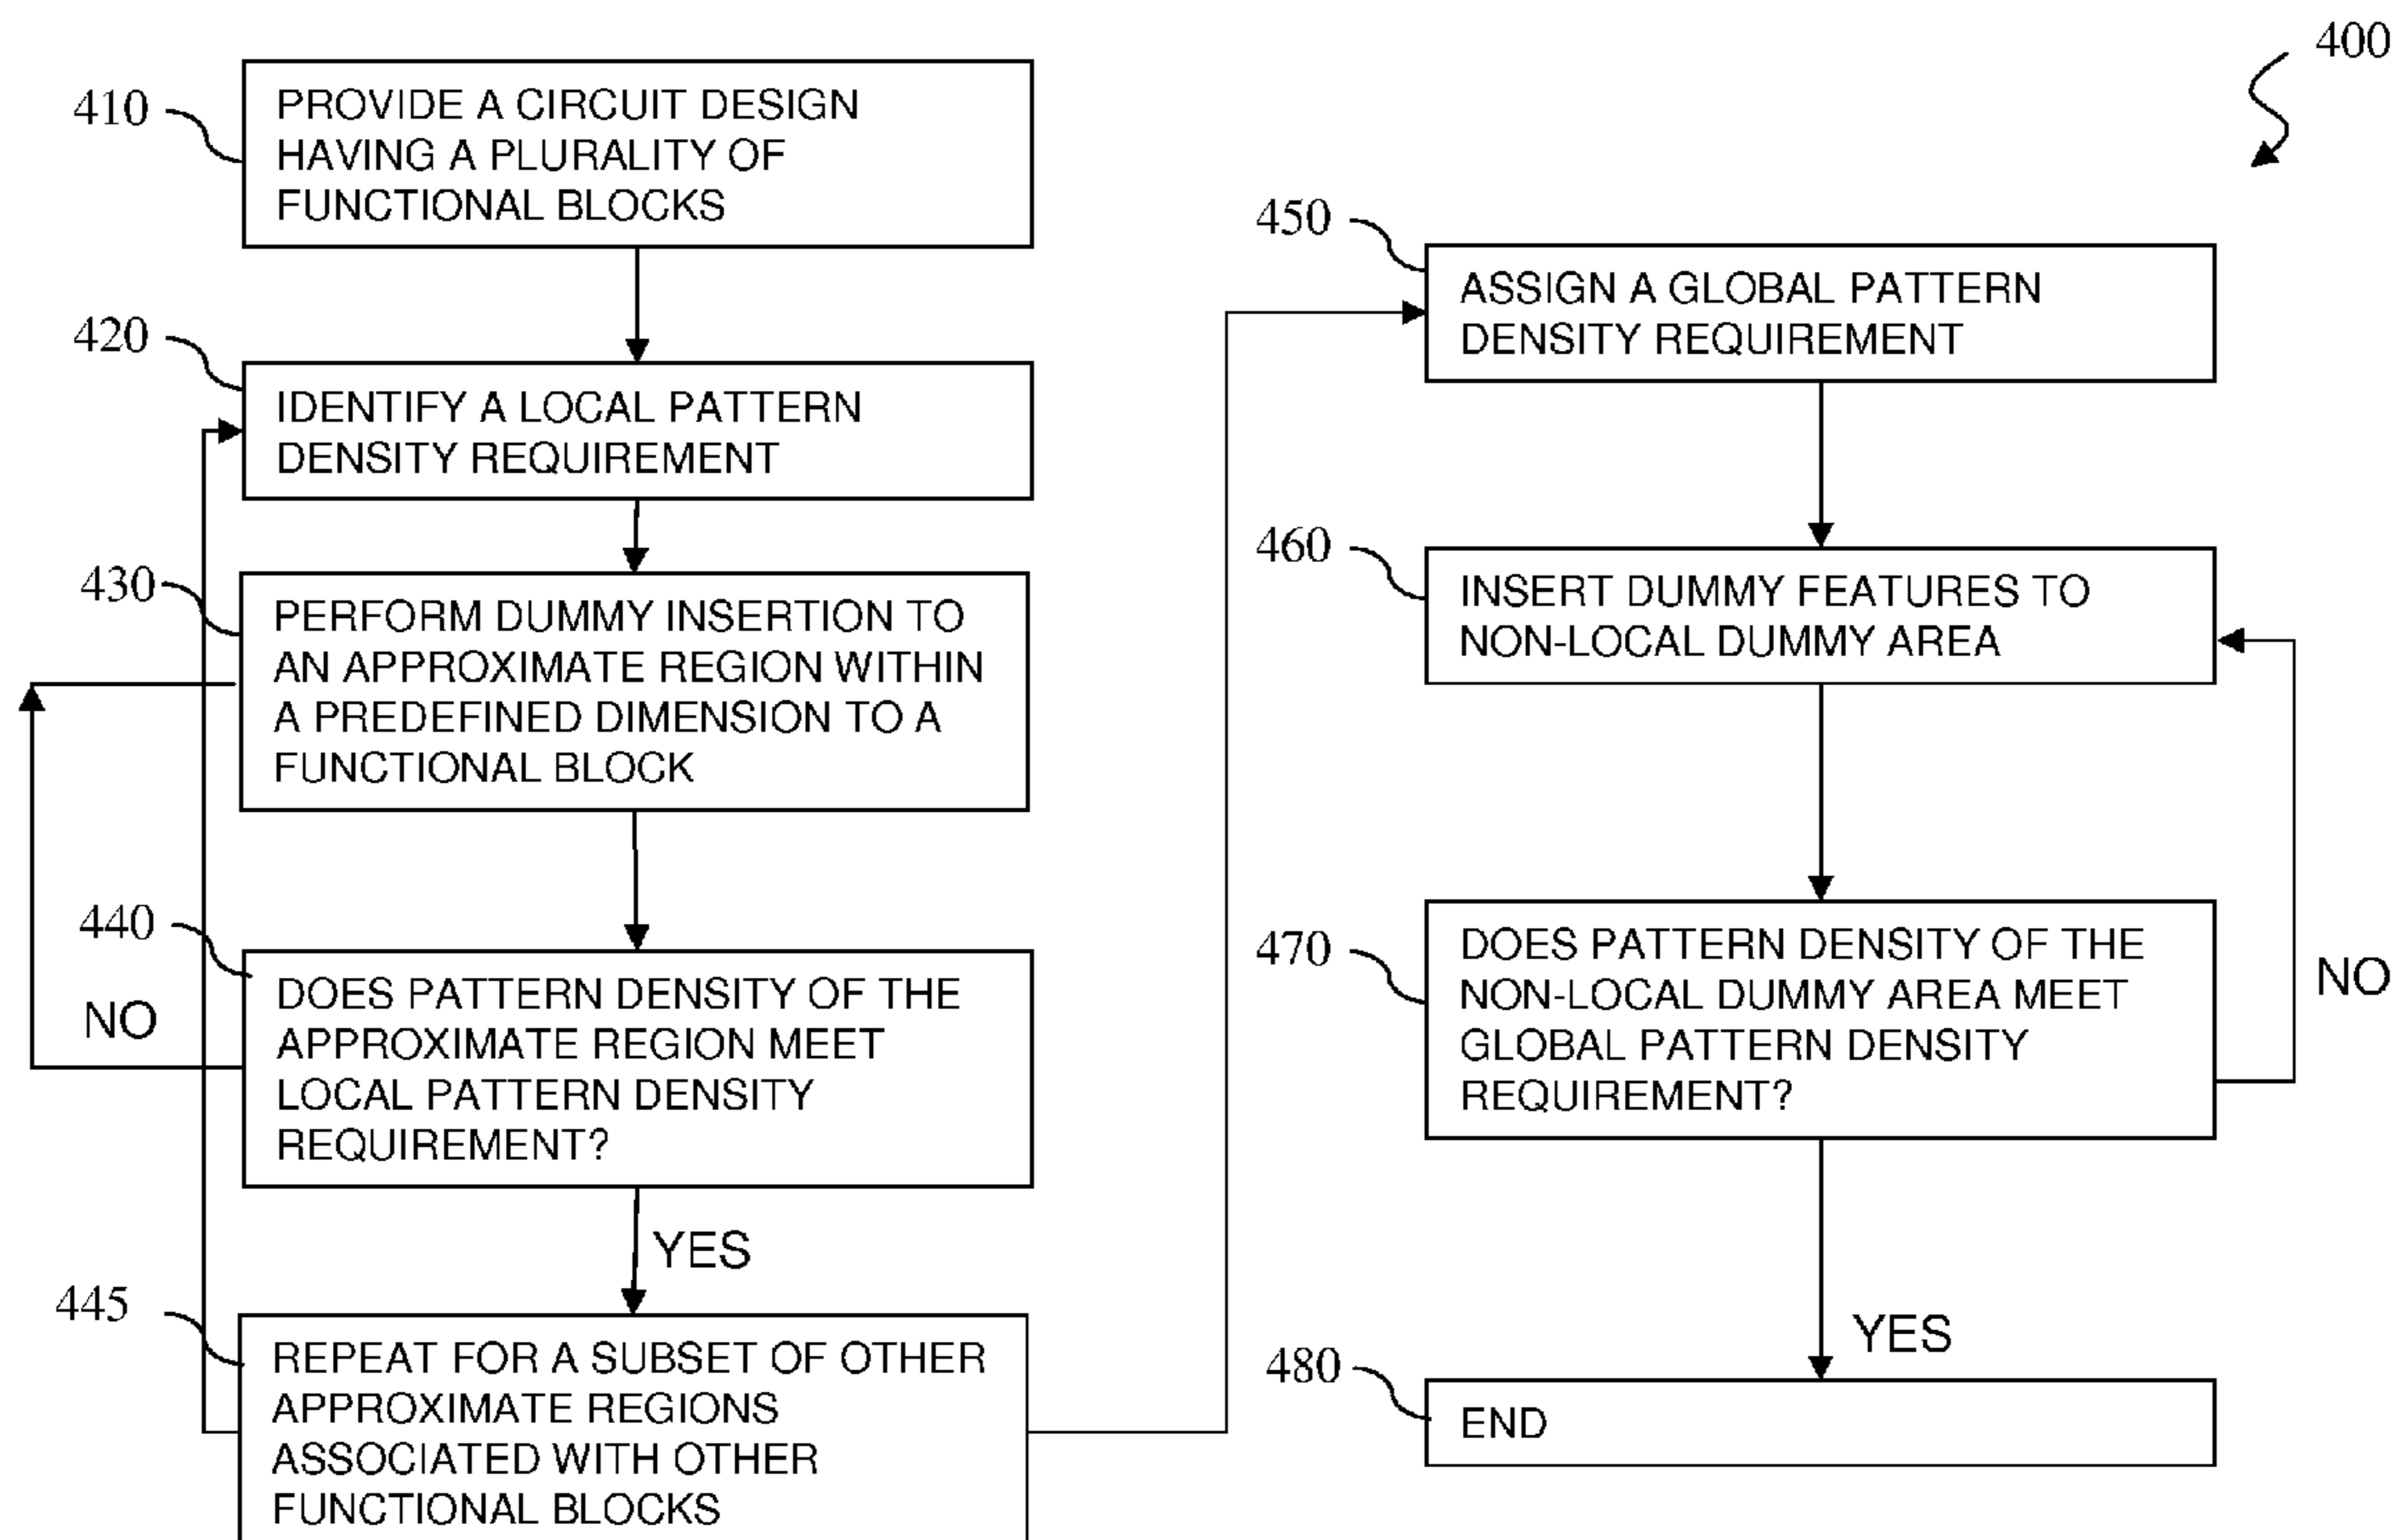 400
410
PROVIDE A CIRCUIT DESIGN
HAVING A PLURALITY OF
FUNCTIONAL BLOCKS
420
IDENTIFY A LOCAL PATTERN
DENSITY REQUIREMENT
430
PERFORM DUMMY INSERTION TO
AN APPROXIMATE REGION WITHIN
A PREDEFINED DIMENSION TO A
FUNCTIONAL BLOCK
440
DOES PATTERN DENSITY OF THE
APPROXIMATE REGION MEET
LOCAL PATTERN DENSITY
REQUIREMENT?
NO
YES
445
REPEAT FOR A SUBSET OF OTHER
APPROXIMATE REGIONS
ASSOCIATED WITH OTHER
FUNCTIONAL BLOCKS
450
ASSIGN A GLOBAL PATTERN
DENSITY REQUIREMENT
460
INSERT DUMMY FEATURES TO
NON-LOCAL DUMMY AREA
470
DOES PATTERN DENSITY OF THE
NON-LOCAL DUMMY AREA MEET
GLOBAL PATTERN DENSITY
REQUIREMENT?
NO
YES
480
END